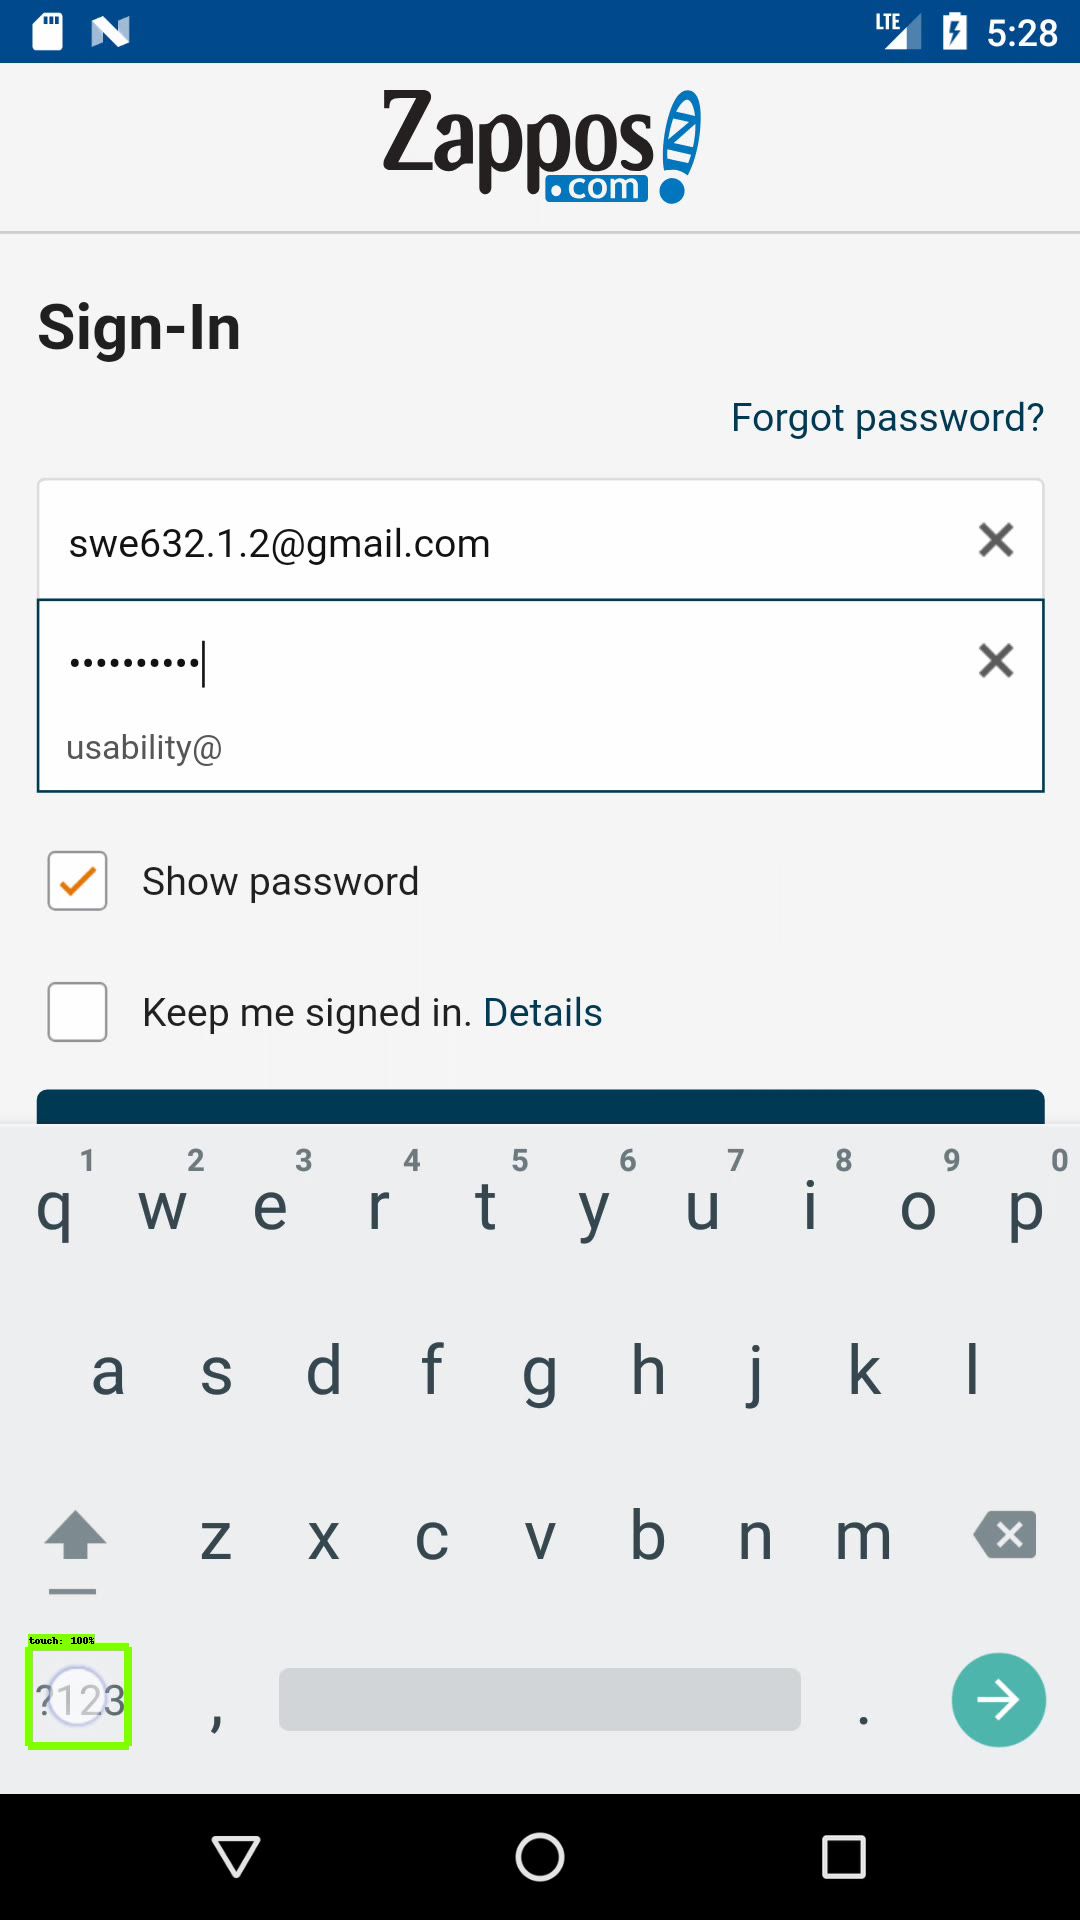 LTE 5:28
Zappos
.com
Sign-In
Forgot password?
swe632.1.2@gmail.com
••••••••••
usability@
Show password
Keep me signed in. Details
1 2 3 4 5 6 7 8 9 0
q w e r t y u i o p
a s d f g h j k l
z x c v b n m
touch: 100%
?123 , .